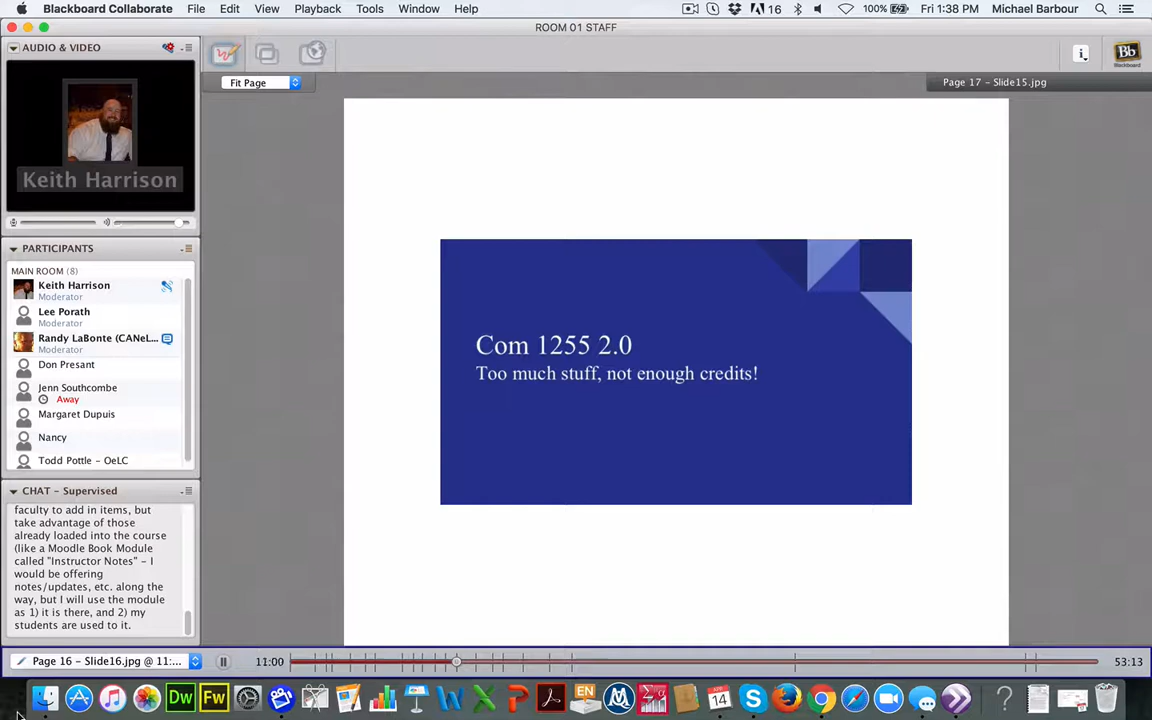 Blackboard Collaborate File Edit View Playback Tools Window Help 16 100% Fri 1:38 PM Michael Barbour
ROOM 01 STAFF
AUDIO & VIDEO
Keith Harrison
PARTICIPANTS
MAIN ROOM (8)
Keith Harrison
Moderator
Lee Porath
Moderator
Randy LaBonte (CANeL...
Moderator
Don Presant
Jenn Southcombe
Away
Margaret Dupuis
Nancy
Todd Pottle - OeLC
CHAT - Supervised
faculty to add in items, but
take advantage of those
already loaded into the course
(like a Moodle Book Module
called "Instructor Notes" - I
would be offering
notes/updates, etc. along the
way, but I will use the module
as 1) it is there, and 2) my
students are used to it.
Fit Page
Page 17 - Slide15.jpg
i
Bb
Blackboard
Com 1255 2.0
Too much stuff, not enough credits!
Page 16 - Slide16.jpg @ 11:...
11:00
53:13
Dw
Fw
EN
14